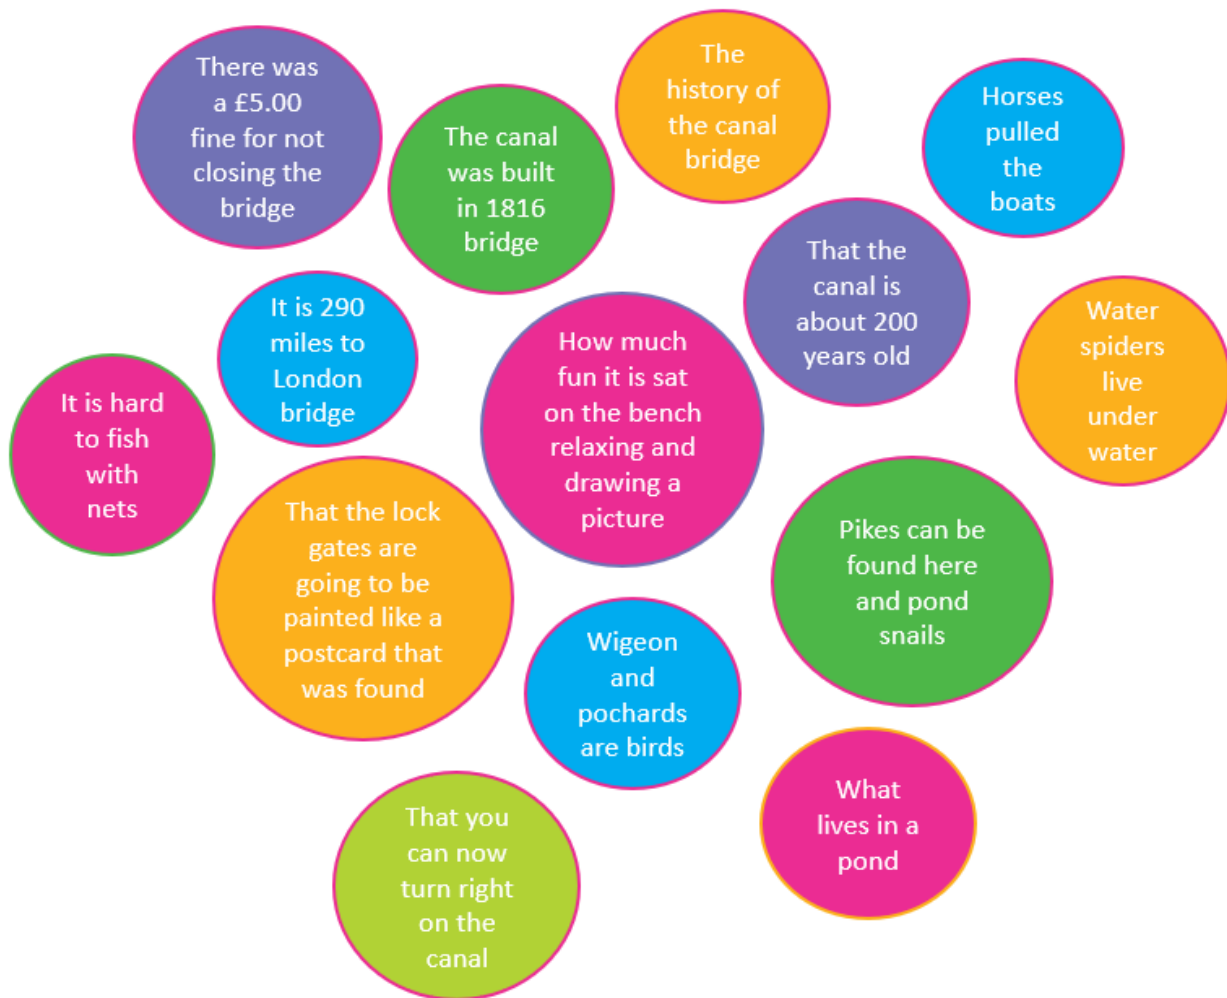 There was
a £5.00
fine for not
closing the
bridge
The canal
was built
in 1816
bridge
The
history of
the canal
bridge
Horses
pulled
the
boats
It is 290
miles to
London
bridge
How much
fun it is sat
on the bench
relaxing and
drawing a
picture
That the
canal is
about 200
years old
Water
spiders
live
under
water
It is hard
to fish
with
nets
That the lock
gates are
going to be
painted like a
postcard that
was found
Pikes can be
found here
and pond
snails
Wigeon
and
pochards
are birds
What
lives in a
pond
That you
can now
turn right
on the
canal